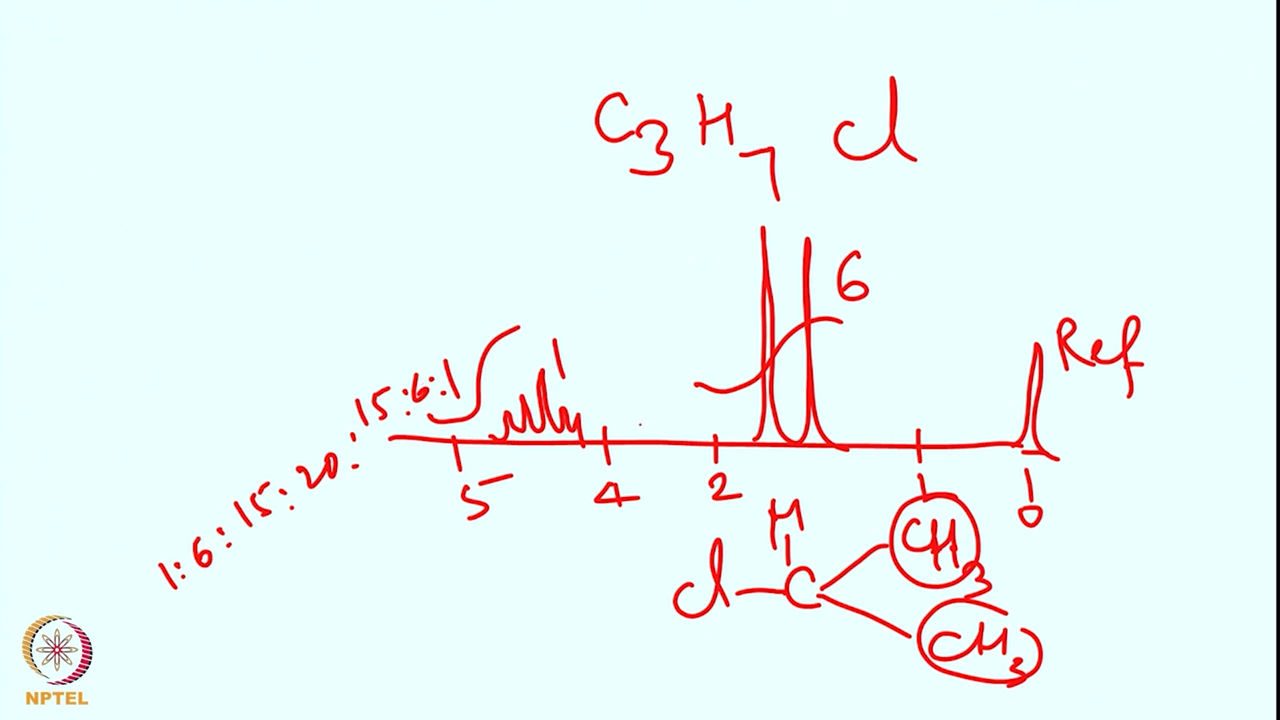 C3H7Cl
6
Ref
1
1:6:15:20:15:6:1
5 4 2 1 0
H
Cl-C
CH3
CH3
NPTEL